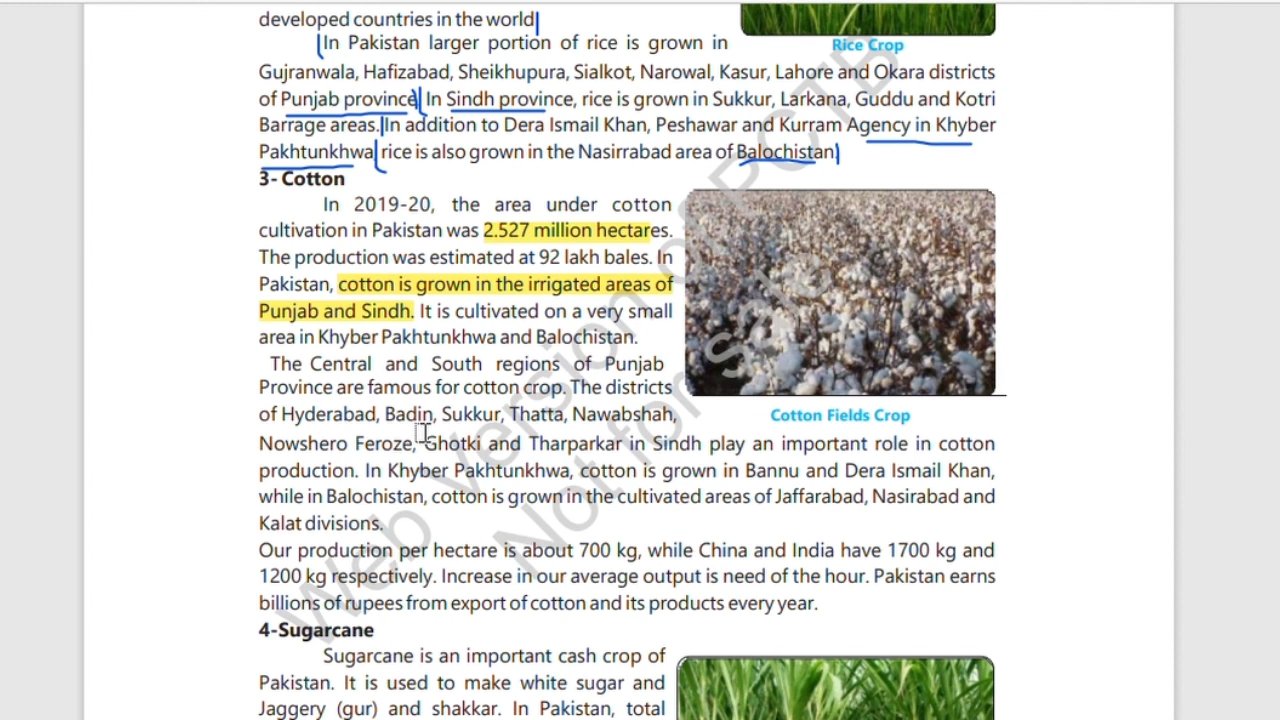 developed countries in the world
In Pakistan larger portion of rice is grown in
Rice Crop
Gujranwala, Hafizabad, Sheikhupura, Sialkot, Narowal, Kasur, Lahore and Okara districts
of Punjab province. In Sindh province, rice is grown in Sukkur, Larkana, Guddu and Kotri
Barrage areas. In addition to Dera Ismail Khan, Peshawar and Kurram Agency in Khyber
Pakhtunkhwa, rice is also grown in the Nasirrabad area of Balochistan.
3- Cotton
In 2019-20, the area under cotton
cultivation in Pakistan was 2.527 million hectares.
The production was estimated at 92 lakh bales. In
Pakistan, cotton is grown in the irrigated areas of
Punjab and Sindh. It is cultivated on a very small
area in Khyber Pakhtunkhwa and Balochistan.
The Central and South regions of Punjab
Province are famous for cotton crop. The districts
of Hyderabad, Badin, Sukkur, Thatta, Nawabshah,
Cotton Fields Crop
Nowshero Feroze, Ghotki and Tharparkar in Sindh play an important role in cotton
production. In Khyber Pakhtunkhwa, cotton is grown in Bannu and Dera Ismail Khan,
while in Balochistan, cotton is grown in the cultivated areas of Jaffarabad, Nasirabad and
Kalat divisions.
Our production per hectare is about 700 kg, while China and India have 1700 kg and
1200 kg respectively. Increase in our average output is need of the hour. Pakistan earns
billions of rupees from export of cotton and its products every year.
4-Sugarcane
Sugarcane is an important cash crop of
Pakistan. It is used to make white sugar and
Jaggery (gur) and shakkar. In Pakistan, total
Web Version of PCTB
Not for sale